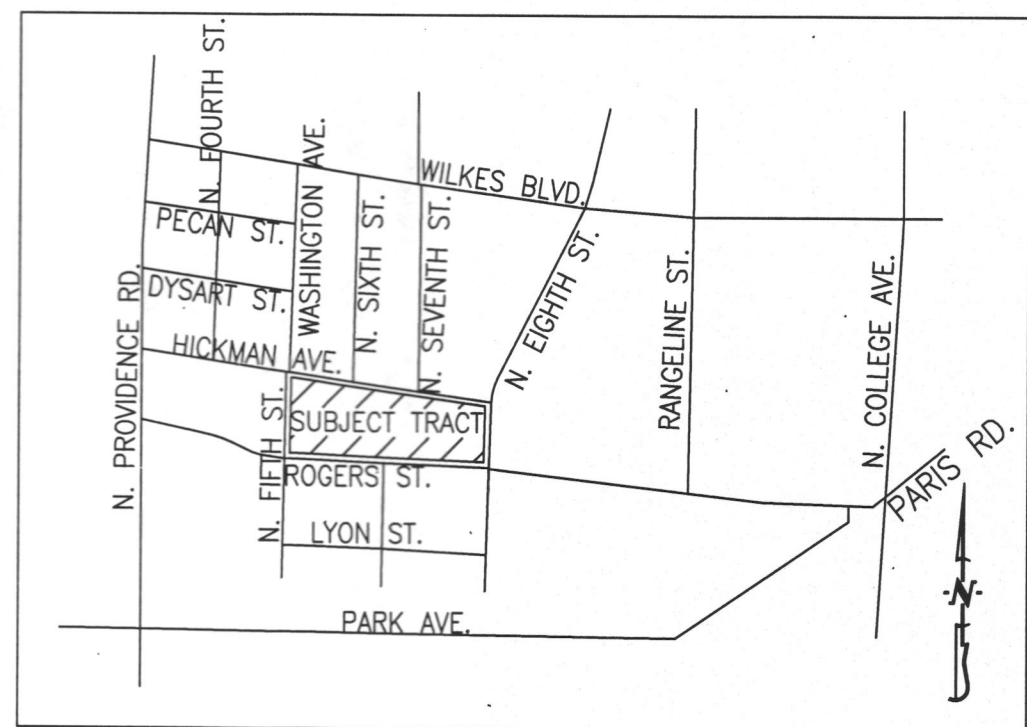 N. FOURTH ST.
WASHINGTON AVE.
WILKES BLVD.
PECAN ST.
N. SIXTH ST.
N. SEVENTH ST.
N. EIGHTH ST.
RANGELINE ST.
N. COLLEGE AVE.
N. PROVIDENCE RD.
DYSART ST.
HICKMAN AVE.
N. FIFTH ST.
SUBJECT TRACT
ROGERS ST.
PARIS RD.
LYON ST.
PARK AVE.
N